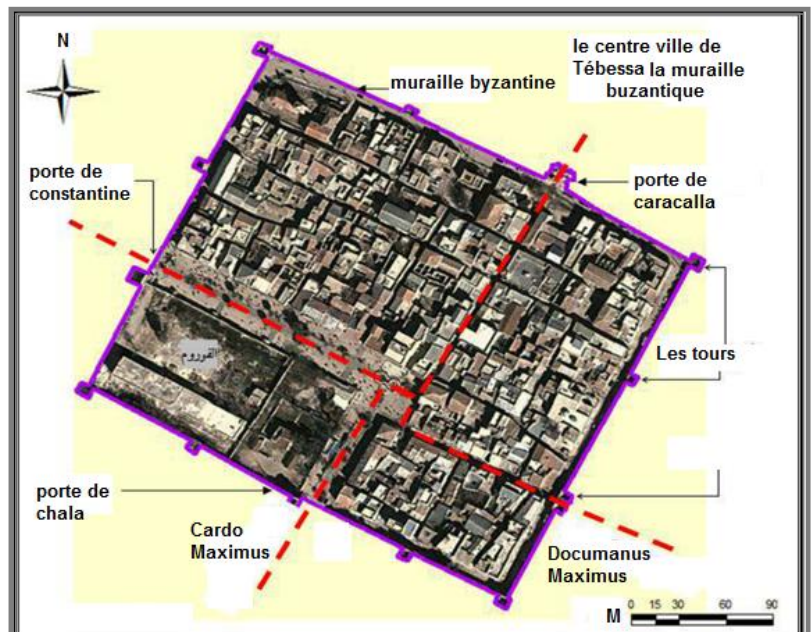 N
le centre ville de
Tébessa la muraille
buzantique
muraille byzantine
porte de
constantine
porte de
caracalla
الفوروم
Les tours
porte de
chala
Cardo
Maximus
Documanus
Maximus
M 0 15 30 60 90